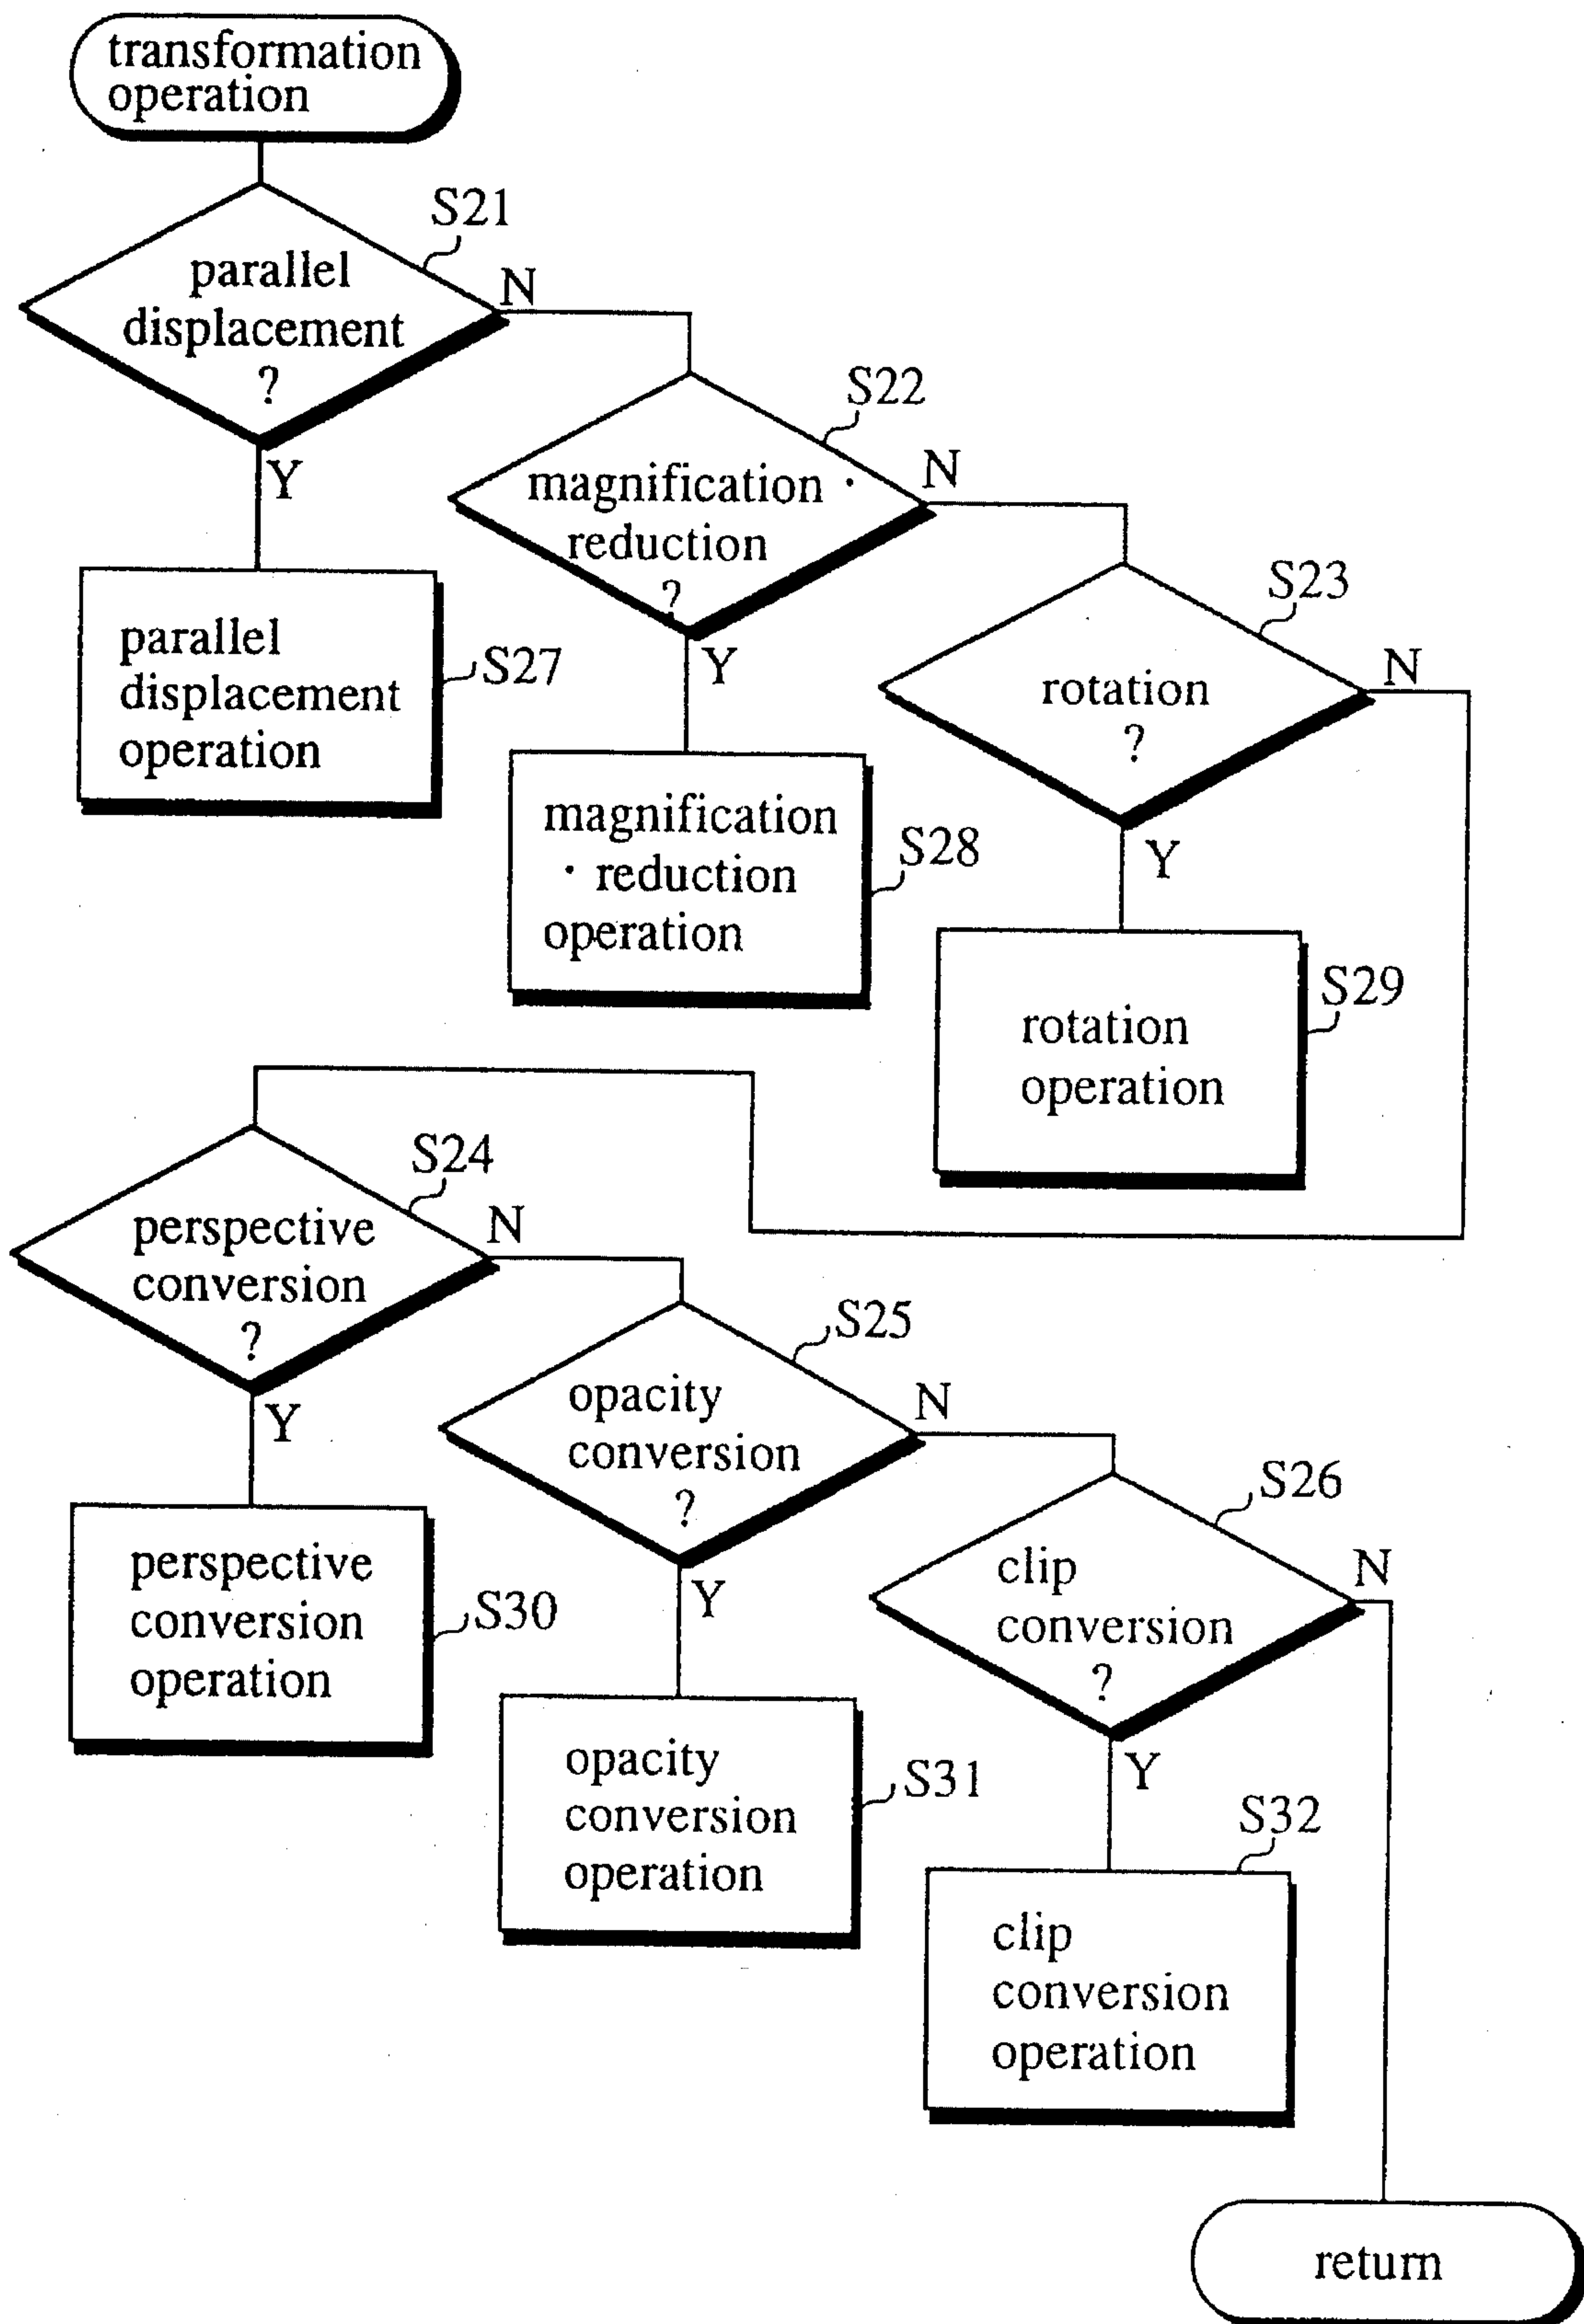 transformation
operation
S21
parallel
displacement
?
N
Y
S22
magnification ·
reduction
?
N
Y
S23
rotation
?
N
Y
parallel
displacement
operation
S27
magnification
· reduction
operation
S28
rotation
operation
S29
S24
perspective
conversion
?
N
Y
S25
opacity
conversion
?
N
Y
S26
clip
conversion
?
N
Y
perspective
conversion
operation
S30
opacity
conversion
operation
S31
S32
clip
conversion
operation
return